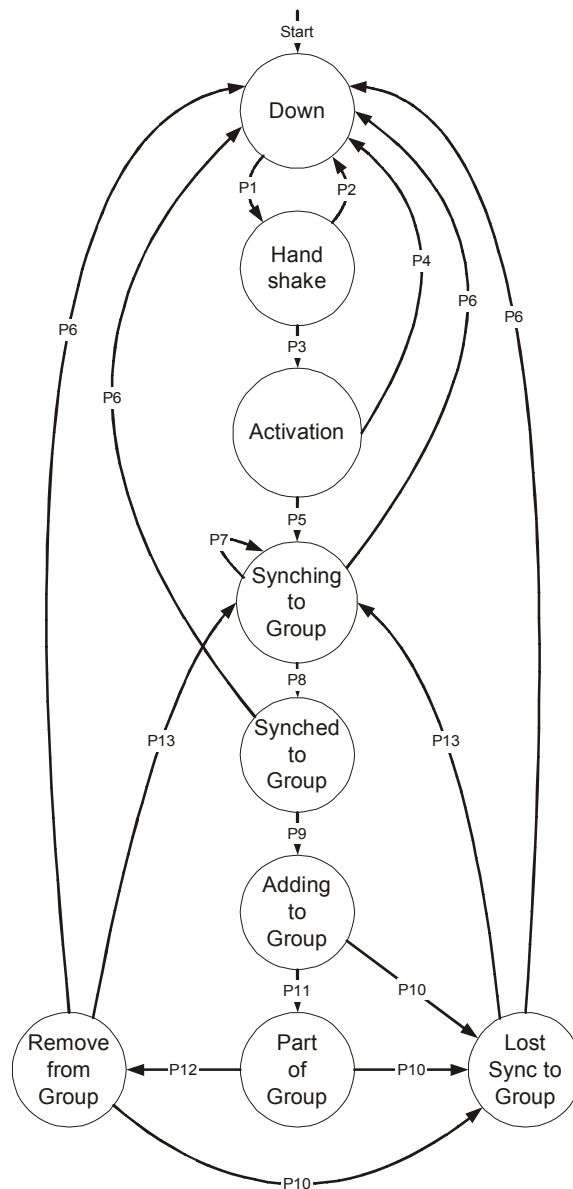 Start
Down
P1
P2
Hand
shake
P4
P6
P6
P6
P3
P6
Activation
P5
P7
Synching
to
Group
P8
P13
P13
Synched
to
Group
P9
Adding
to
Group
P11
P10
Remove
from
Group
P12
Part
of
Group
P10
Lost
Sync to
Group
P10